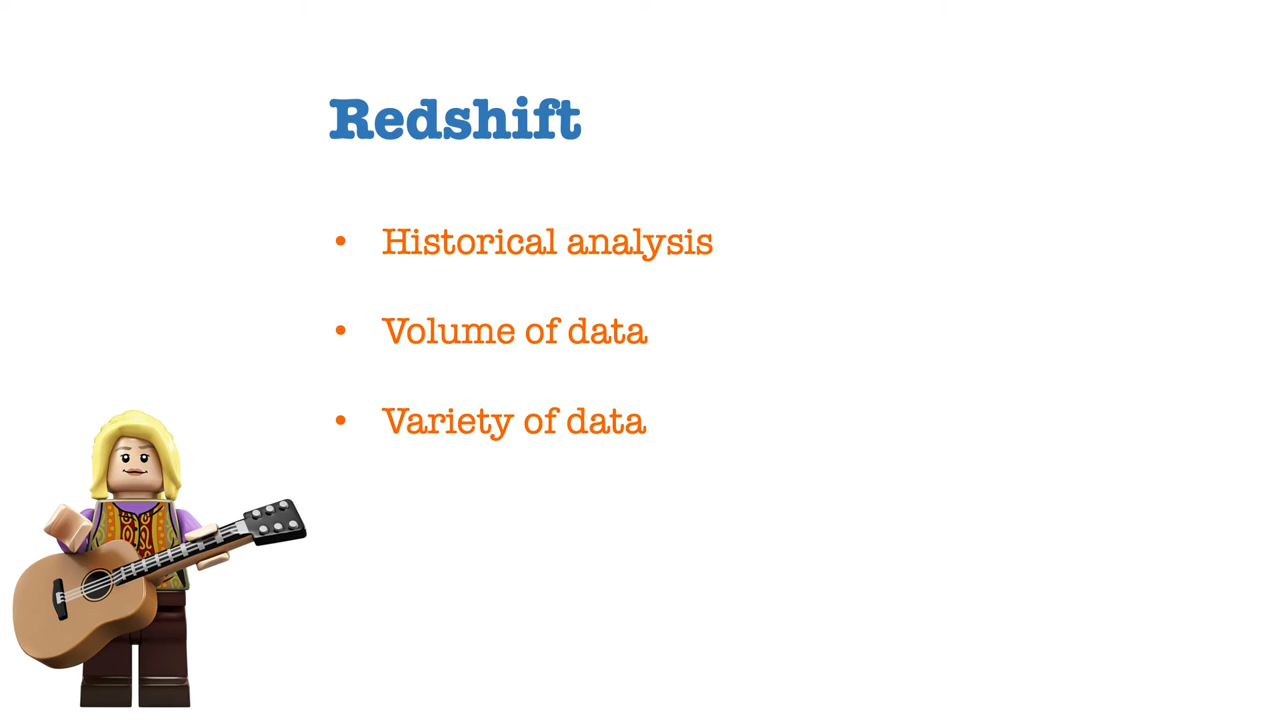 Redshift
• Historical analysis
• Volume of data
• Variety of data